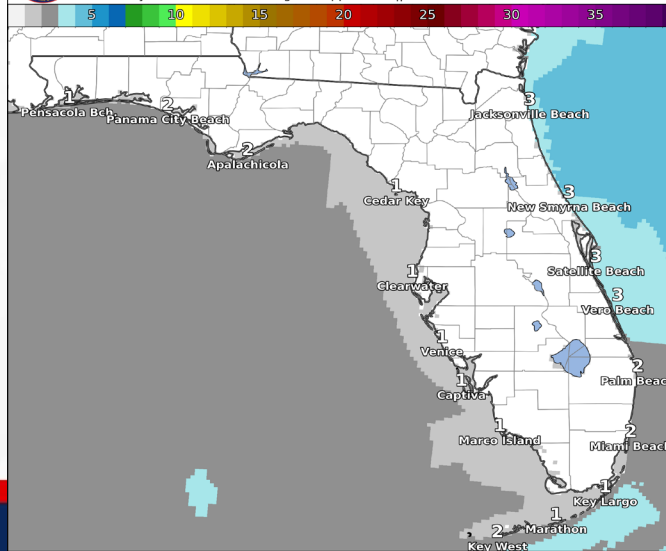 5 10 15 20 25 30 35
3
Jacksonville Beach
1
Pensacola Bch
2
Panama City Beach
2
Apalachicola
1
Cedar Key
3
New Smyrna Beach
3
Satellite Beach
1
Clearwater
3
Vero Beach
1
Venice
2
Palm Beac
1
Captiva
1
Marco Island
2
Miami Beach
1
Key Largo
1
Marathon
2
Key West